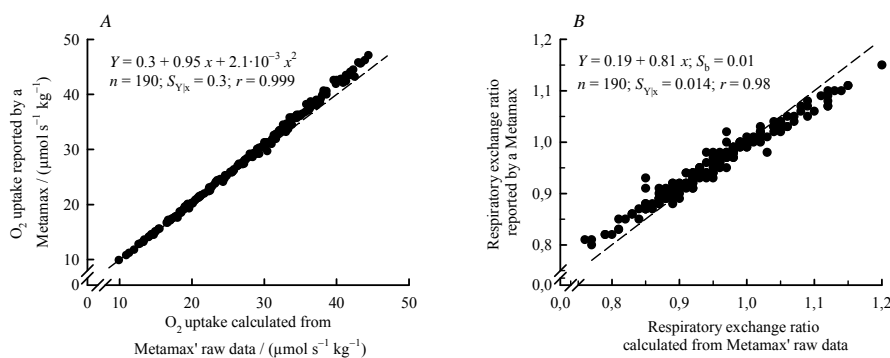 A
50
40
30
20
10
0
Y = 0.3 + 0.95 x + 2.1·10⁻³ x²
n = 190; S_Y|x = 0.3; r = 0.999
O₂ uptake reported by a
Metamax / (μmol s⁻¹ kg⁻¹)
0 10 20 30 40 50
O₂ uptake calculated from
Metamax' raw data / (μmol s⁻¹ kg⁻¹)
B
1,2
1,1
1,0
0,9
0,8
0,0
Y = 0.19 + 0.81 x; S_b = 0.01
n = 190; S_Y|x = 0.014; r = 0.98
Respiratory exchange ratio
reported by a Metamax
0,0 0,8 0,9 1,0 1,1 1,2
Respiratory exchange ratio
calculated from Metamax' raw data